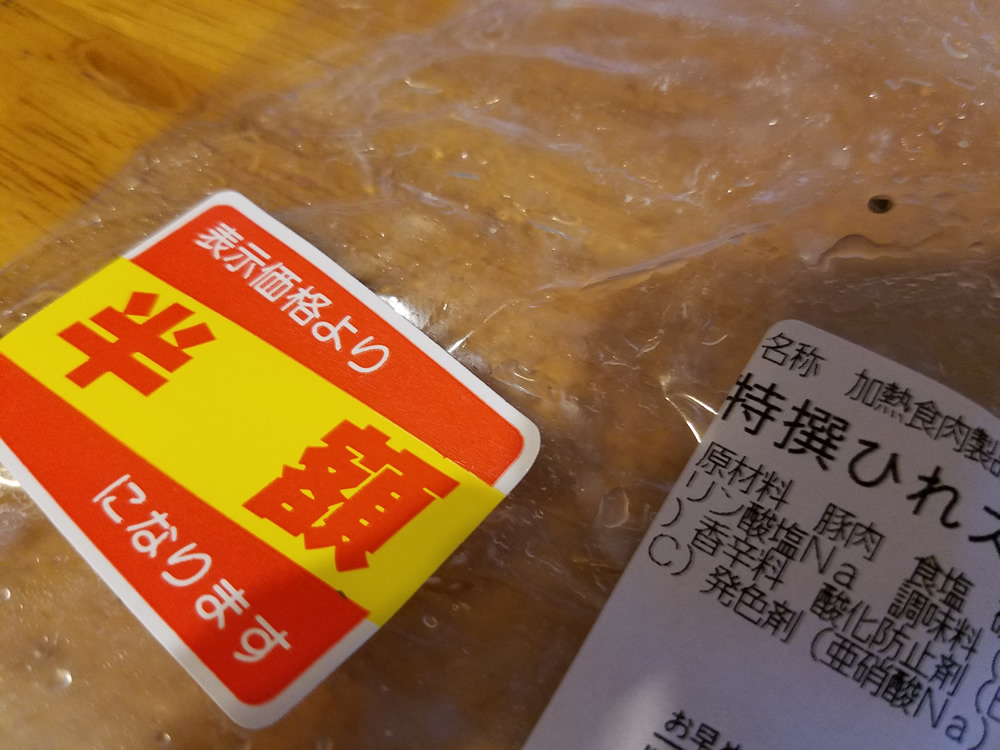 表示価格より
半額
になります
名称 加熱食肉製
特撰ひれ
原材料 豚肉 食塩
リン酸塩Na 調味料(
) 香辛料 酸化防止剤(
C) 発色剤(亜硝酸Na)
お早